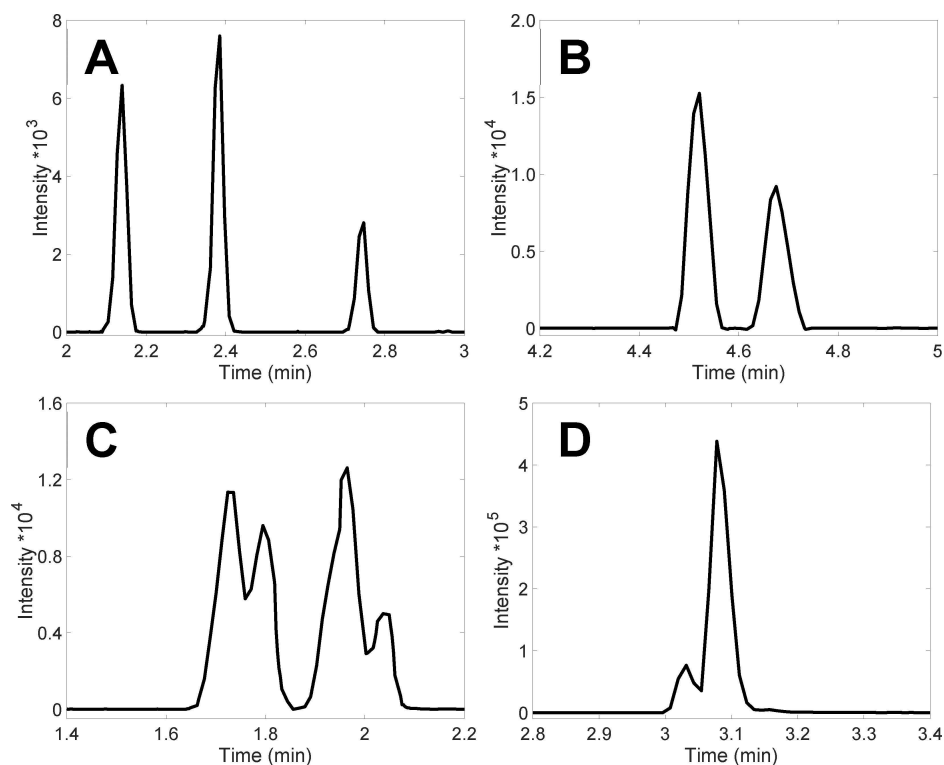 A
Intensity *10^3
8
6
4
2
0
2 2.2 2.4 2.6 2.8 3
Time (min)
B
Intensity *10^4
2.0
1.5
1.0
0.5
0
4.2 4.4 4.6 4.8 5
Time (min)
C
Intensity *10^4
1.6
1.2
0.8
0.4
0
1.4 1.6 1.8 2 2.2
Time (min)
D
Intensity *10^5
5
4
3
2
1
0
2.8 2.9 3 3.1 3.2 3.3 3.4
Time (min)